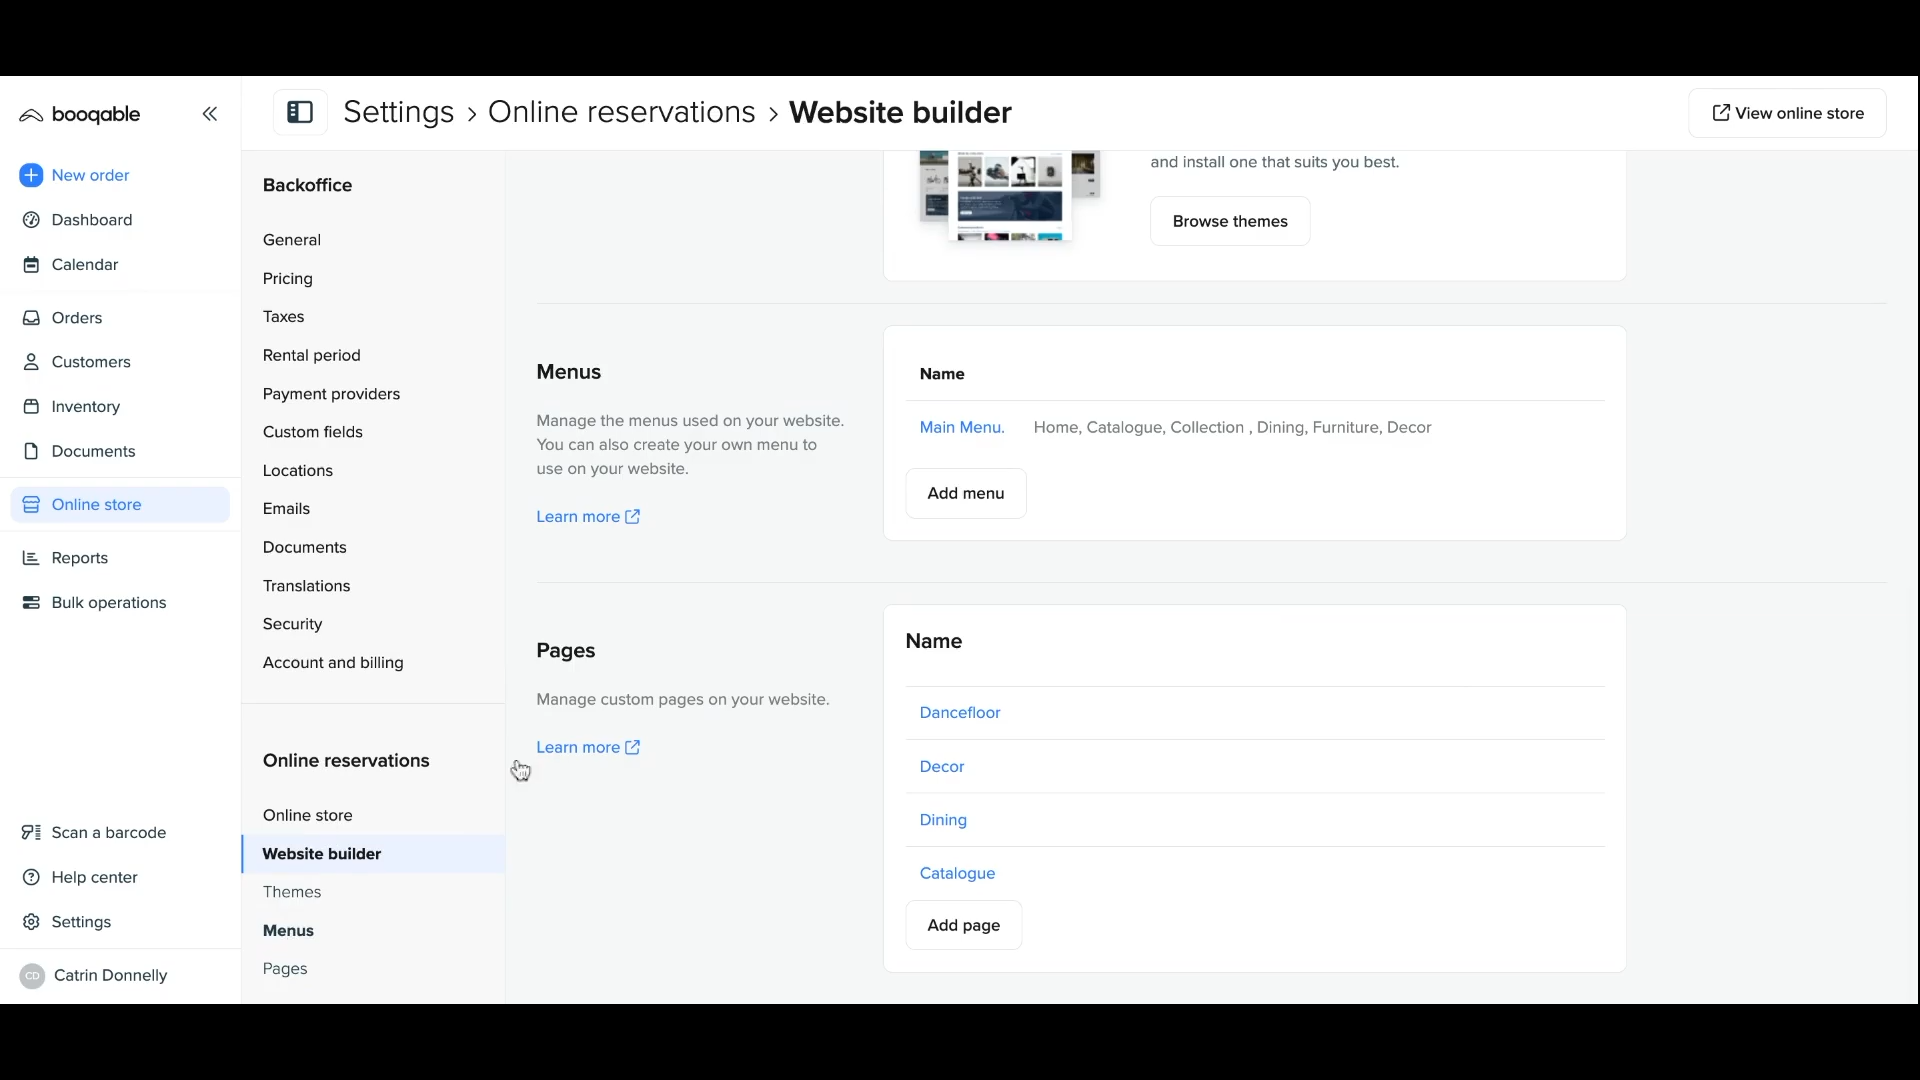 booqable
Settings > Online reservations > Website builder
View online store
New order
Dashboard
Calendar
Orders
Customers
Inventory
Documents
Online store
Reports
Bulk operations
Scan a barcode
Help center
Settings
CD Catrin Donnelly
Backoffice
General
Pricing
Taxes
Rental period
Payment providers
Custom fields
Locations
Emails
Documents
Translations
Security
Account and billing
Online reservations
Online store
Website builder
Themes
Menus
Pages
and install one that suits you best.
Browse themes
Menus
Manage the menus used on your website.
You can also create your own menu to
use on your website.
Learn more
Name
Main Menu. Home, Catalogue, Collection , Dining, Furniture, Decor
Add menu
Pages
Manage custom pages on your website.
Learn more
Name
Dancefloor
Decor
Dining
Catalogue
Add page